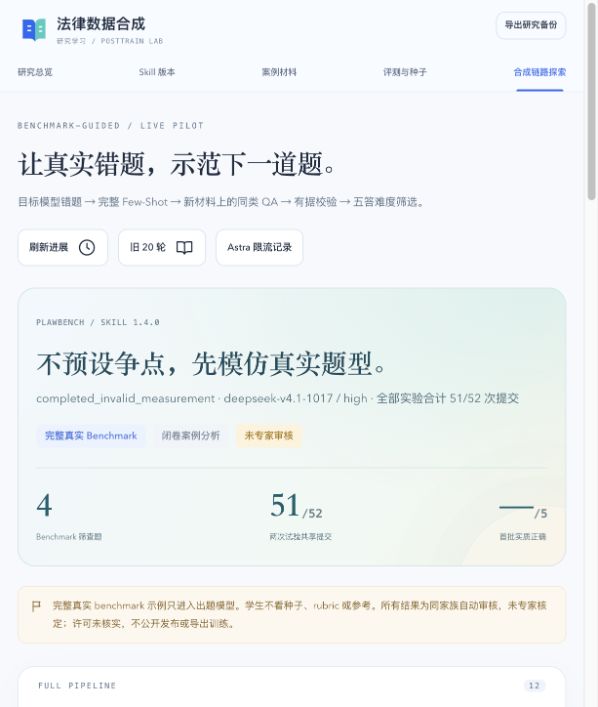 法律数据合成
研究学习 / POSTTRAIN LAB
导出研究备份
研究总览
Skill 版本
案例材料
评测与种子
合成链路探索
BENCHMARK-GUIDED / LIVE PILOT
让真实错题，示范下一道题。
目标模型错题 → 完整 Few-Shot → 新材料上的同类 QA → 有据校验 → 五答难度筛选。
刷新进展
旧 20 轮
Astra 限流记录
PLAWBENCH / SKILL 1.4.0
不预设争点，先模仿真实题型。
completed_invalid_measurement · deepseek-v4.1-1017 / high · 全部实验合计 51/52 次提交
完整真实 Benchmark
闭卷案例分析
未专家审核
4
51/52
—/5
Benchmark 筛查题
两次试验共享提交
首批实质正确
完整真实 benchmark 示例只进入出题模型。学生不看种子、rubric 或参考。所有结果为同家族自动审核，未专家核
定；许可未核实，不公开发布或导出训练。
FULL PIPELINE
12